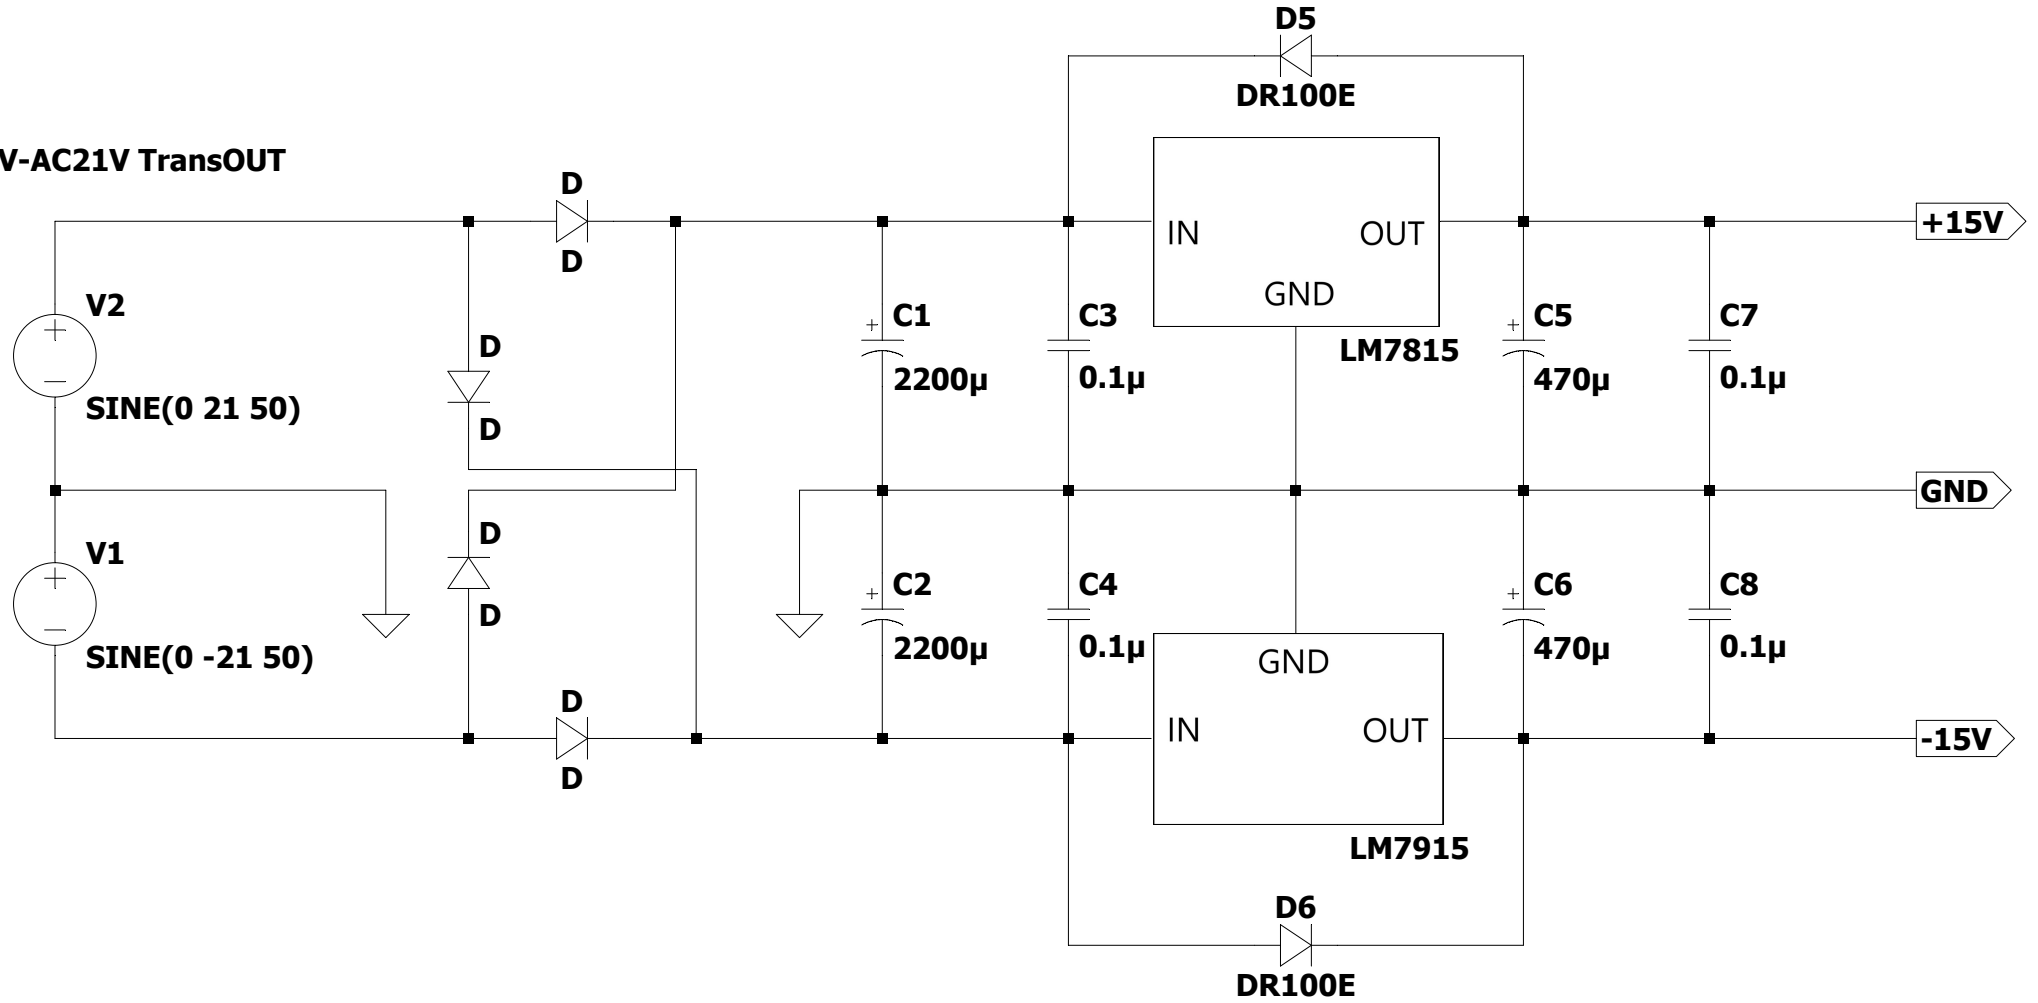 D5
DR100E
V-AC21V TransOUT
D
D
IN
OUT
GND
LM7815
+15V
V2
SINE(0 21 50)
D
D
+
C1
2200µ
C3
0.1µ
+
C5
470µ
C7
0.1µ
GND
V1
SINE(0 -21 50)
D
D
+
C2
2200µ
C4
0.1µ
GND
IN
OUT
LM7915
+
C6
470µ
C8
0.1µ
D
D
-15V
D6
DR100E